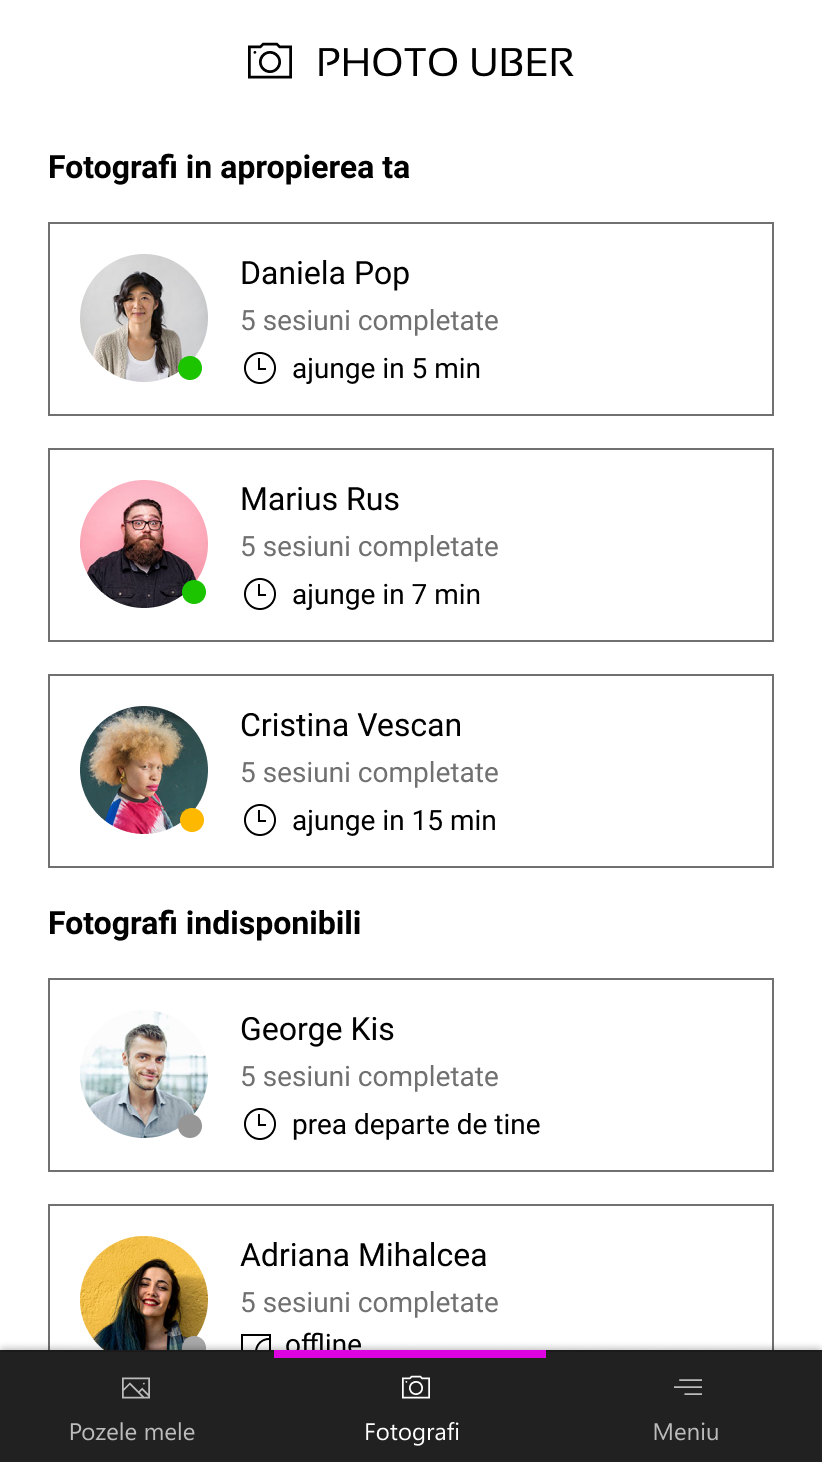 PHOTO UBER
Fotografi in apropierea ta
Daniela Pop
5 sesiuni completate
ajunge in 5 min
Marius Rus
5 sesiuni completate
ajunge in 7 min
Cristina Vescan
5 sesiuni completate
ajunge in 15 min
Fotografi indisponibili
George Kis
5 sesiuni completate
prea departe de tine
Adriana Mihalcea
5 sesiuni completate
offline
Pozele mele
Fotografi
Meniu